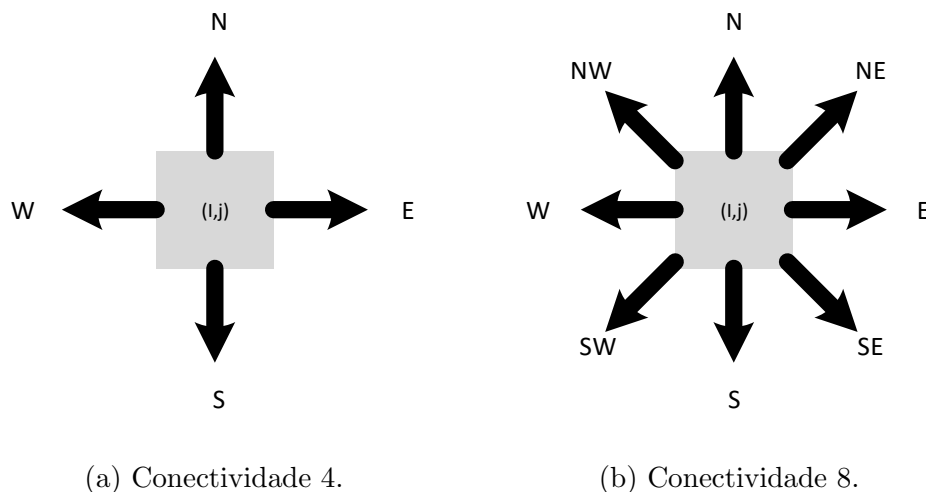 N
W
(I,j)
E
S
(a) Conectividade 4.
N
NW
NE
W
(I,j)
E
SW
SE
S
(b) Conectividade 8.